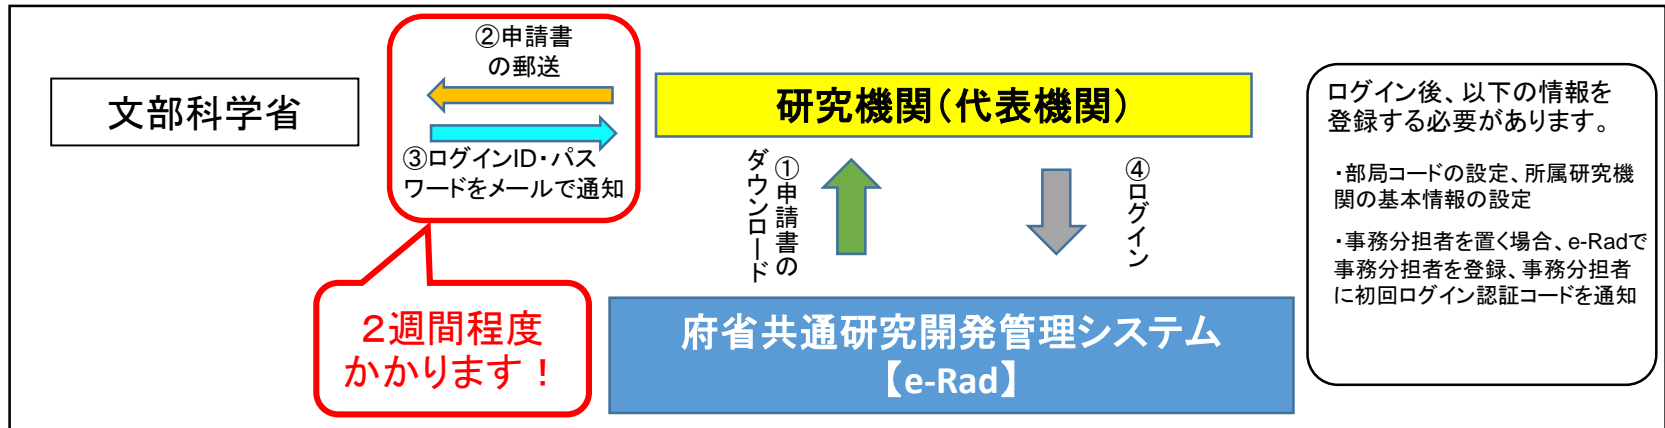 文部科学省
②申請書
の郵送
③ログインID・パス
ワードをメールで通知
2週間程度
かかります！
研究機関(代表機関)
①申請書の
ダウンロード
④ログイン
府省共通研究開発管理システム
【e-Rad】
ログイン後、以下の情報を
登録する必要があります。
・部局コードの設定、所属研究機
関の基本情報の設定
・事務分担者を置く場合、e-Radで
事務分担者を登録、事務分担者
に初回ログイン認証コードを通知